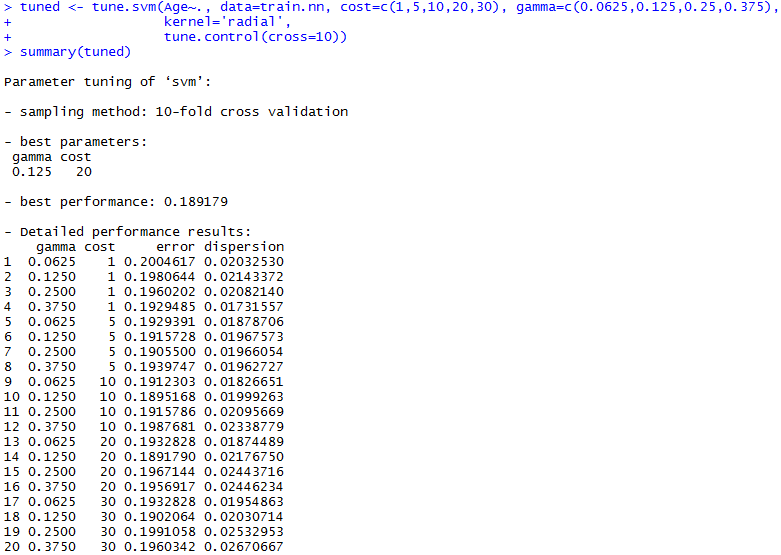 > tuned <- tune.svm(Age~., data=train.nn, cost=c(1,5,10,20,30), gamma=c(0.0625,0.125,0.25,0.375),
+                   kernel='radial',
+                   tune.control(cross=10))
> summary(tuned)

Parameter tuning of ‘svm’:

- sampling method: 10-fold cross validation

- best parameters:
 gamma cost
 0.125   20

- best performance: 0.189179

- Detailed performance results:
    gamma cost     error dispersion
1  0.0625    1 0.2004617 0.02032530
2  0.1250    1 0.1980644 0.02143372
3  0.2500    1 0.1960202 0.02082140
4  0.3750    1 0.1929485 0.01731557
5  0.0625    5 0.1929391 0.01878706
6  0.1250    5 0.1915728 0.01967573
7  0.2500    5 0.1905500 0.01966054
8  0.3750    5 0.1939747 0.01962727
9  0.0625   10 0.1912303 0.01826651
10 0.1250   10 0.1895168 0.01999263
11 0.2500   10 0.1915786 0.02095669
12 0.3750   10 0.1987681 0.02338779
13 0.0625   20 0.1932828 0.01874489
14 0.1250   20 0.1891790 0.02176750
15 0.2500   20 0.1967144 0.02443716
16 0.3750   20 0.1956917 0.02446234
17 0.0625   30 0.1932828 0.01954863
18 0.1250   30 0.1902064 0.02030714
19 0.2500   30 0.1991058 0.02532953
20 0.3750   30 0.1960342 0.02670667